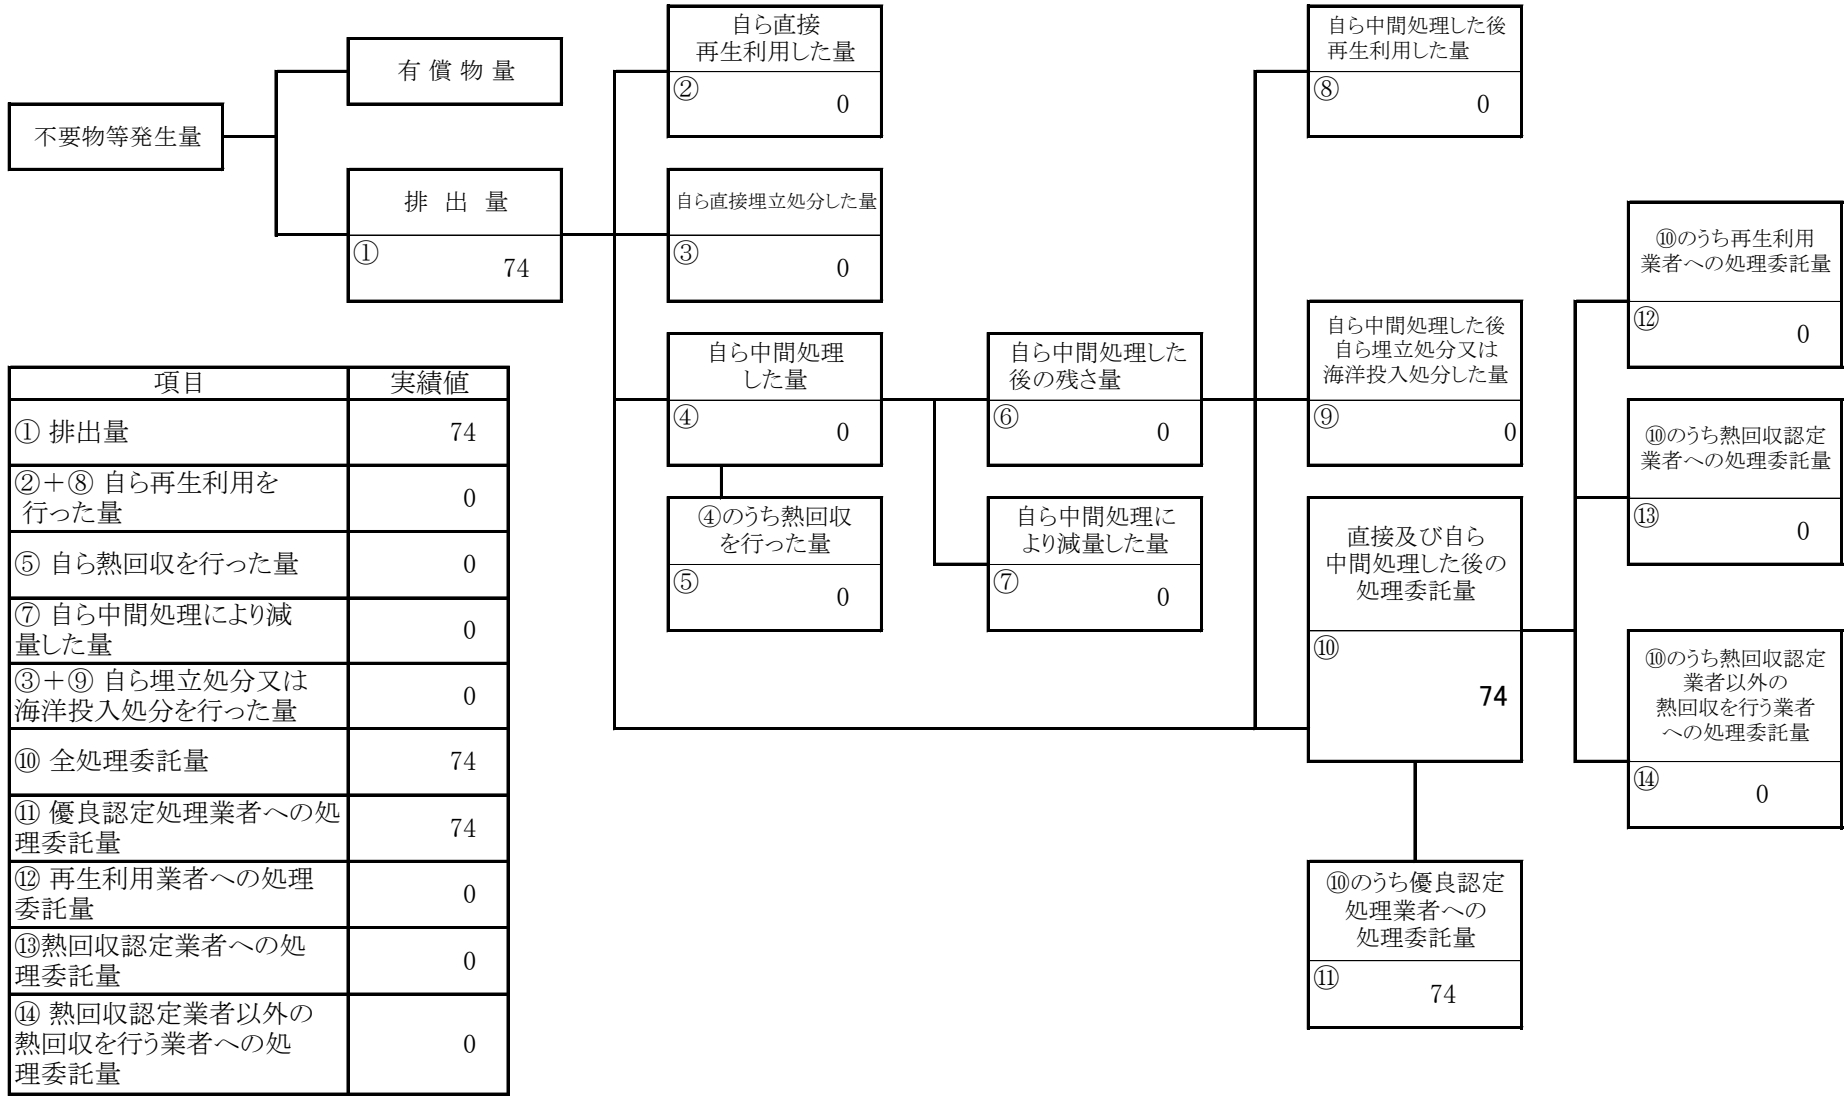 不要物等発生量
有償物量
排出量
①
74
自ら直接
再生利用した量
②
0
自ら直接埋立処分した量
③
0
自ら中間処理
した量
④
0
④のうち熱回収
を行った量
⑤
0
自ら中間処理した
後の残さ量
⑥
0
自ら中間処理に
より減量した量
⑦
0
自ら中間処理した後
再生利用した量
⑧
0
自ら中間処理した後
自ら埋立処分又は
海洋投入処分した量
⑨
0
直接及び自ら
中間処理した後の
処理委託量
⑩
74
⑩のうち優良認定
処理業者への
処理委託量
⑪
74
⑩のうち再生利用
業者への処理委託量
⑫
0
⑩のうち熱回収認定
業者への処理委託量
⑬
0
⑩のうち熱回収認定
業者以外の
熱回収を行う業者
への処理委託量
⑭
0
項目 実績値
① 排出量 74
②＋⑧ 自ら再生利用を
行った量 0
⑤ 自ら熱回収を行った量 0
⑦ 自ら中間処理により減
量した量 0
③＋⑨ 自ら埋立処分又は
海洋投入処分を行った量 0
⑩ 全処理委託量 74
⑪ 優良認定処理業者への処
理委託量 74
⑫ 再生利用業者への処理
委託量 0
⑬熱回収認定業者への処
理委託量 0
⑭ 熱回収認定業者以外の
熱回収を行う業者への処
理委託量 0